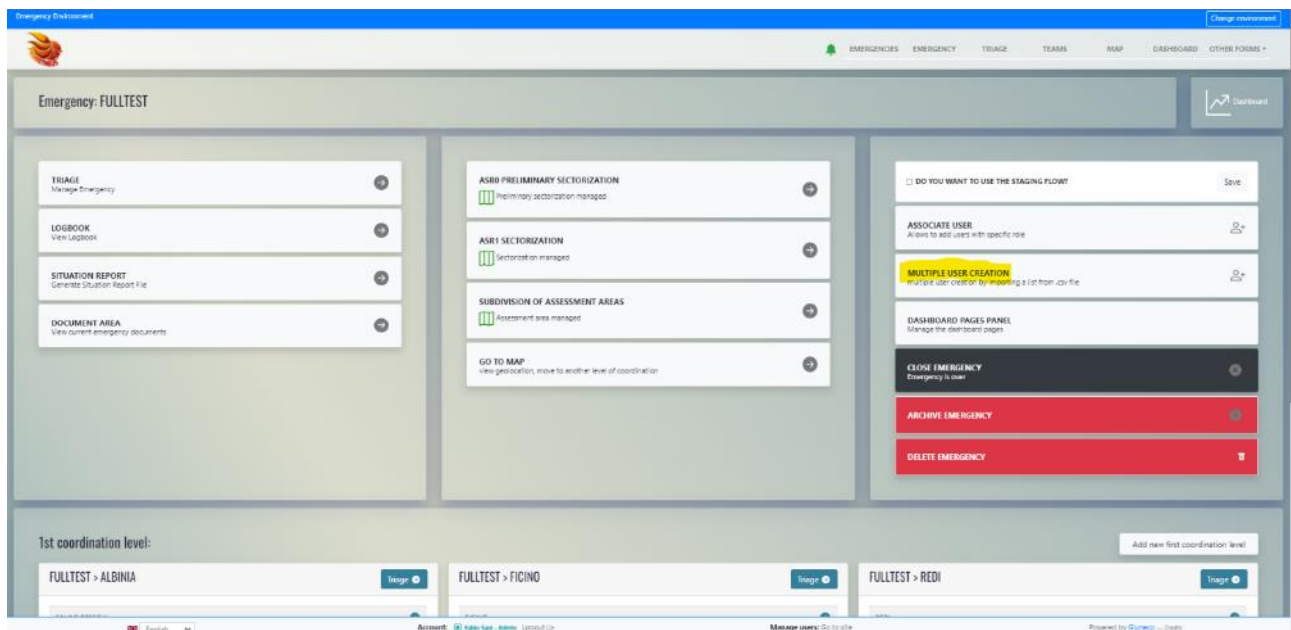 Emergency Environment
Change environment
EMERGENCIES EMERGENCY TRIAGE TEAMS MAP DASHBOARD OTHER FORMS
Emergency: FULLTEST
Dashboard
TRIAGE
Manage Emergency
LOGBOOK
View Logbook
SITUATION REPORT
Generate Situation Report File
DOCUMENT AREA
View current emergency documents
ASR0 PRELIMINARY SECTORIZATION
Preliminary sectorization managed
ASR1 SECTORIZATION
Sectorization managed
SUBDIVISION OF ASSESSMENT AREAS
Assessment area managed
GO TO MAP
view geolocation, move to another level of coordination
DO YOU WANT TO USE THE STAGING FLOW?
Save
ASSOCIATE USER
Allows to add users with specific role
MULTIPLE USER CREATION
multiple user creation by importing a list from .csv file
DASHBOARD PAGES PANEL
Manage the dashboard pages
CLOSE EMERGENCY
Emergency is over
ARCHIVE EMERGENCY
DELETE EMERGENCY
1st coordination level:
Add new first coordination level
FULLTEST > ALBINIA
Triage
FULLTEST > FICINO
Triage
FULLTEST > REDI
Triage
English
Account:
Admin
Manage users: Go to site
Powered by